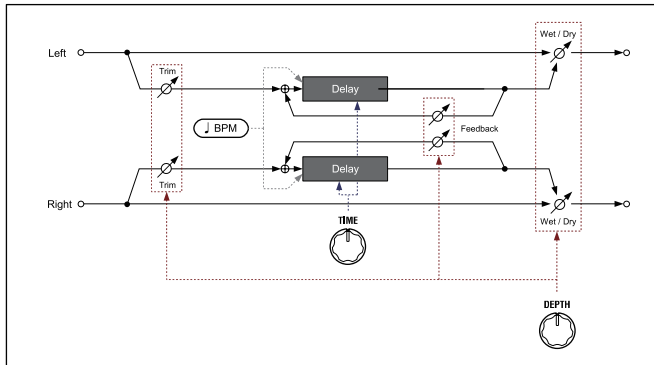 Left
Wet / Dry
Trim
Delay
♩ BPM
Feedback
Delay
Trim
Right
Wet / Dry
TIME
DEPTH